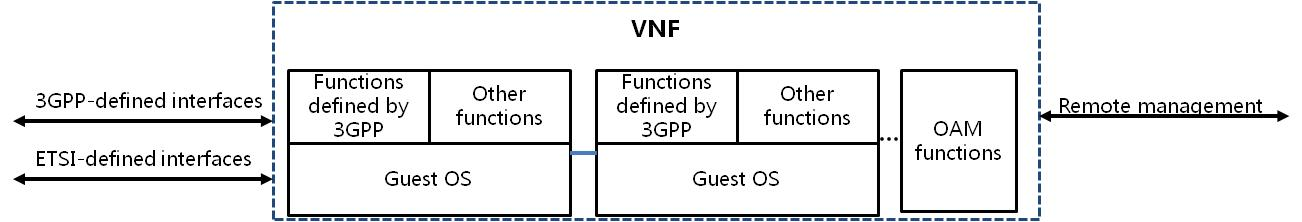 VNF
3GPP-defined interfaces
ETSI-defined interfaces
Functions
defined by
3GPP
Other
functions
Guest OS
Functions
defined by
3GPP
Other
functions
Guest OS
...
OAM
functions
Remote management